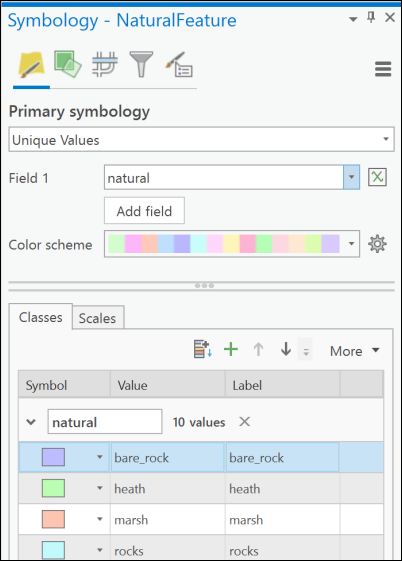 Symbology - NaturalFeature
Primary symbology
Unique Values
Field 1 natural
Add field
Color scheme
Classes Scales
More
Symbol Value Label
natural 10 values
bare_rock bare_rock
heath heath
marsh marsh
rocks rocks